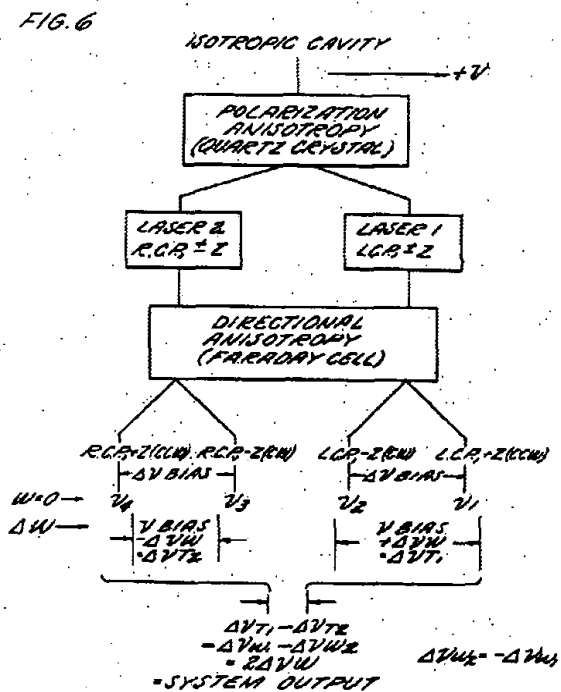 FIG. 6
ISOTROPIC CAVITY
+V
POLARIZATION
ANISOTROPY
(QUARTZ CRYSTAL)
LASER 2
R.C.P. ± Z
LASER 1
L.C.P. ± Z
DIRECTIONAL
ANISOTROPY
(FARADAY CELL)
R.C.P.+Z(CCW) R.C.P.-Z(CW) L.C.P.-Z(CW) L.C.P.+Z(CCW)
ΔV BIAS ΔV BIAS
W=0 V4 V3 V2 V1
ΔW
V BIAS
-ΔVW
=ΔVT2
V BIAS
+ΔVW
=ΔVT1
ΔVT1 - ΔVT2
=ΔVW1 - ΔVW2
= 2ΔVW
=SYSTEM OUTPUT
ΔVW2 = -ΔVW1